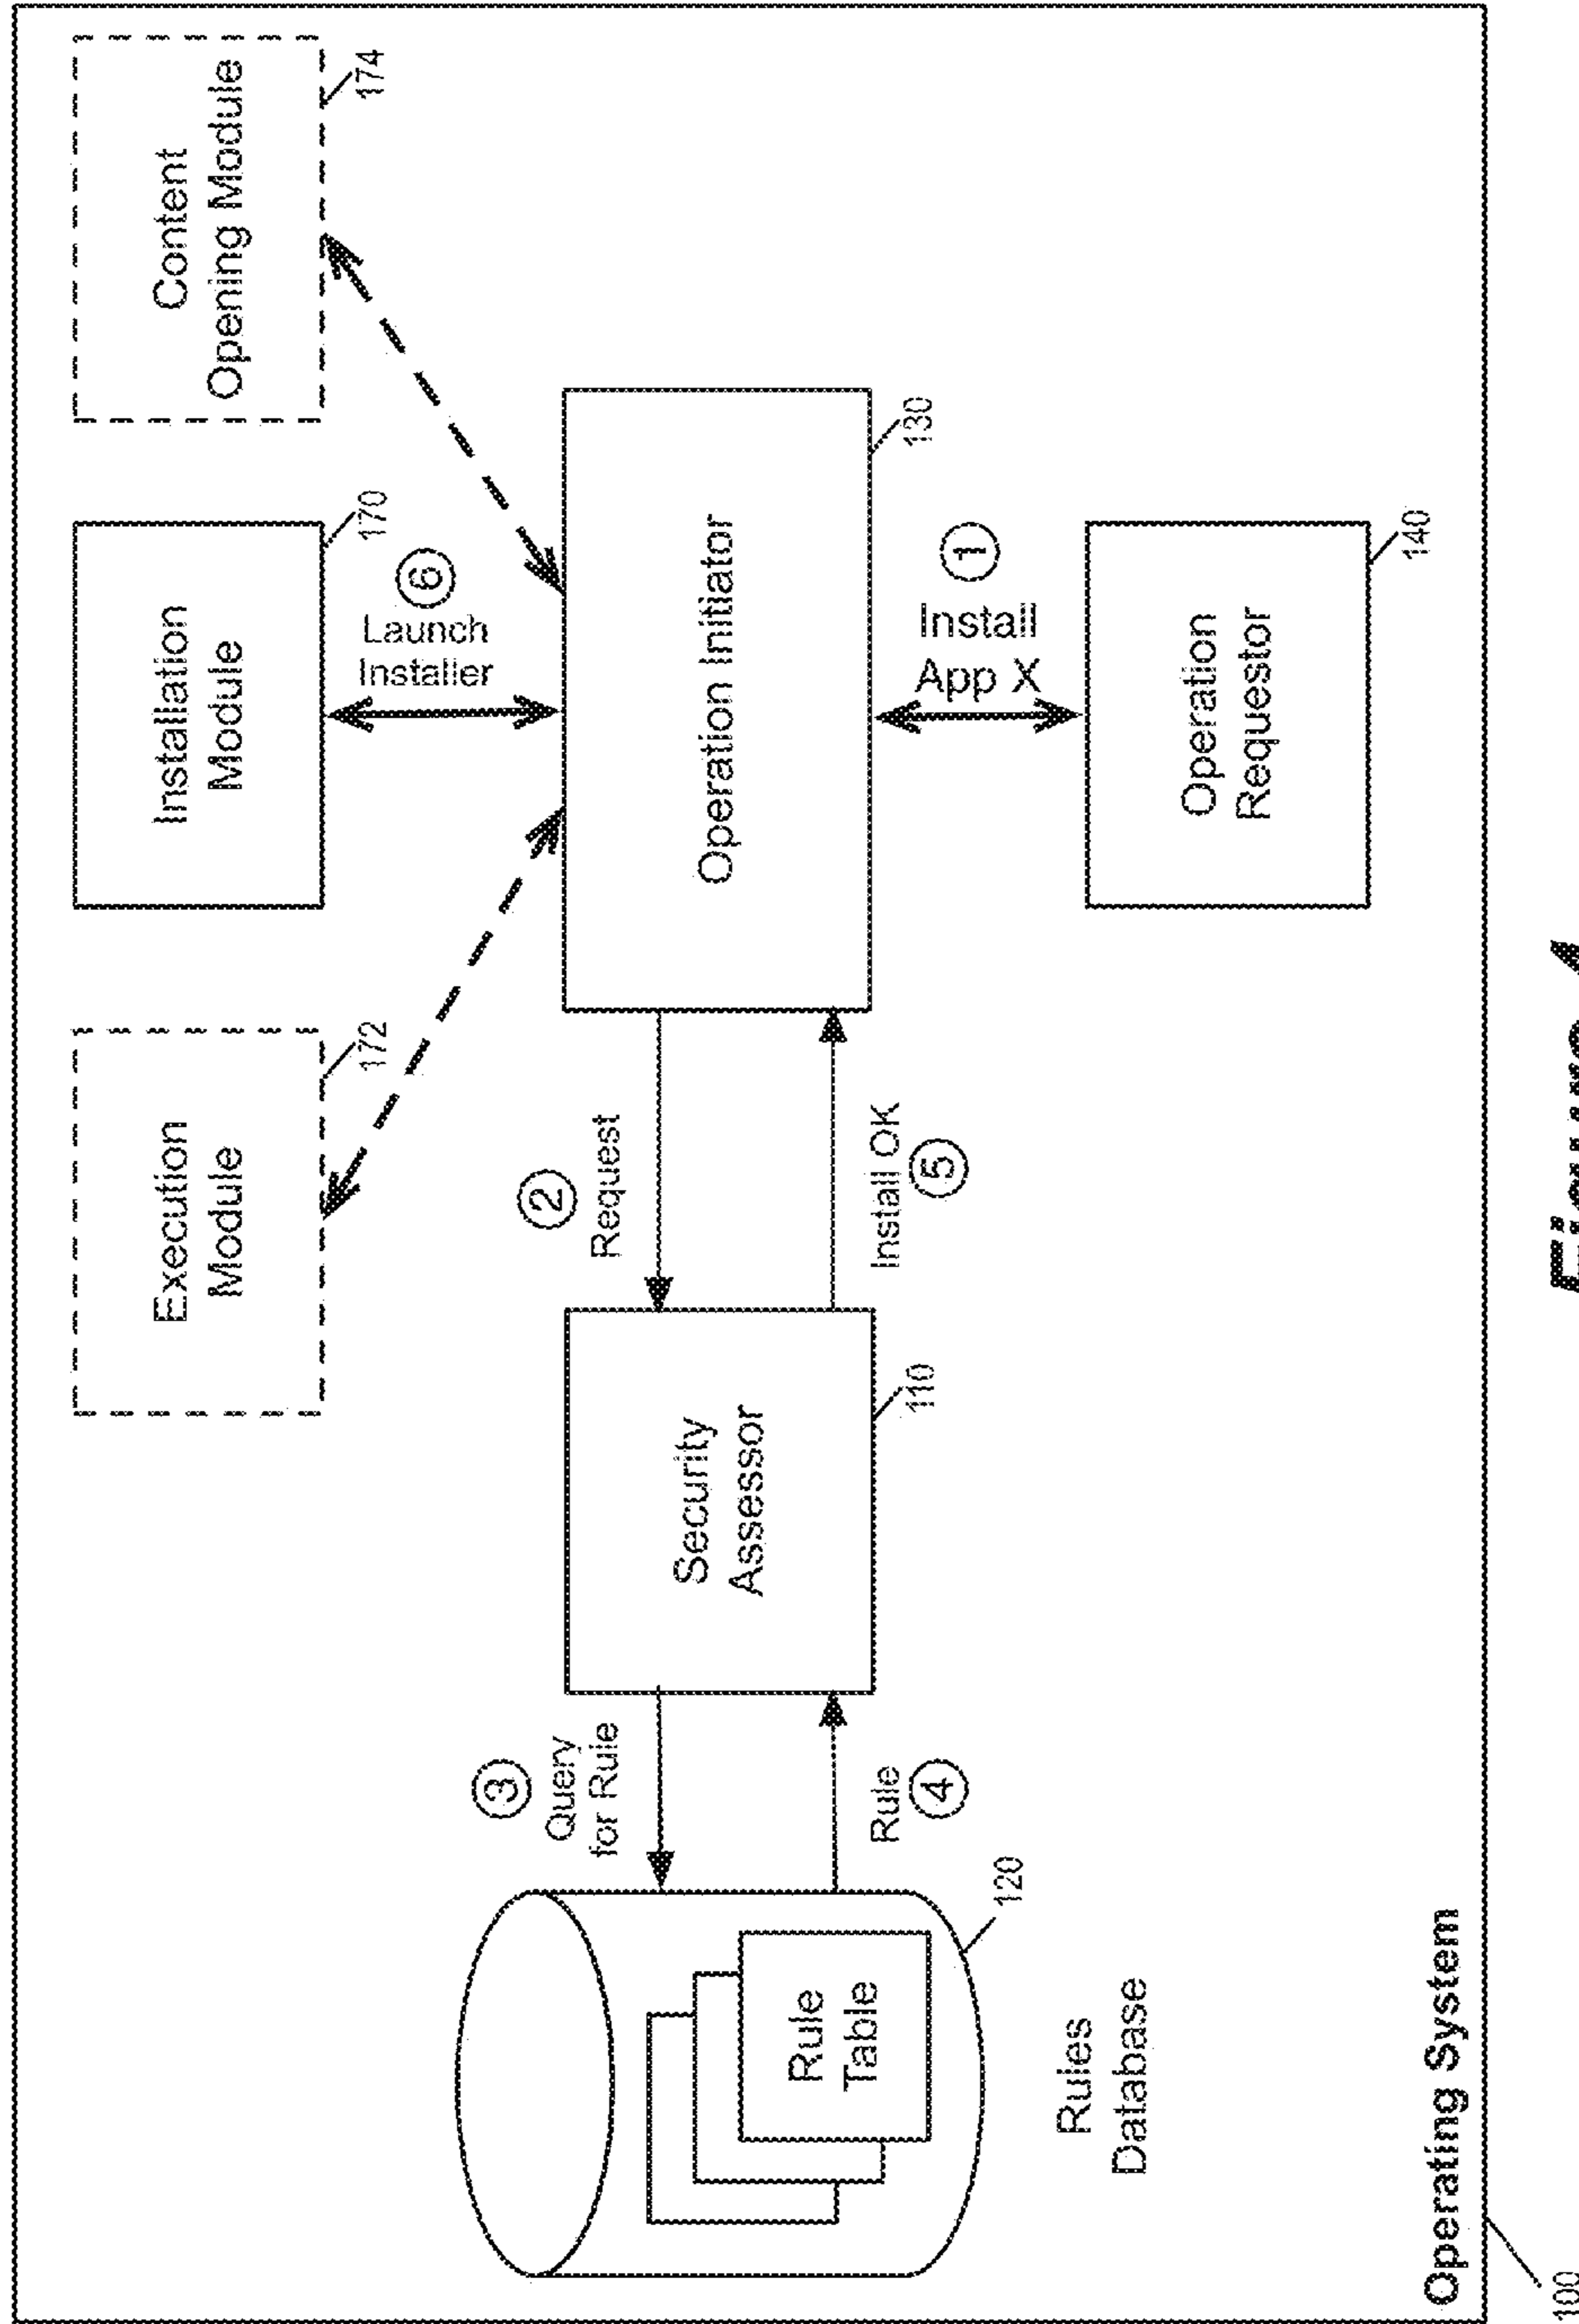 Execution
Module
172
Installation
Module
170
Content
Opening Module
174
6
Launch
Installer
3
Query
for Rule
2
Request
Rule
Table
Security
Assessor
Operation Initiator
Rule
4
Install OK
5
120
110
130
1
Install
App X
Rules
Database
Operation
Requestor
140
Operating System
100
Figure